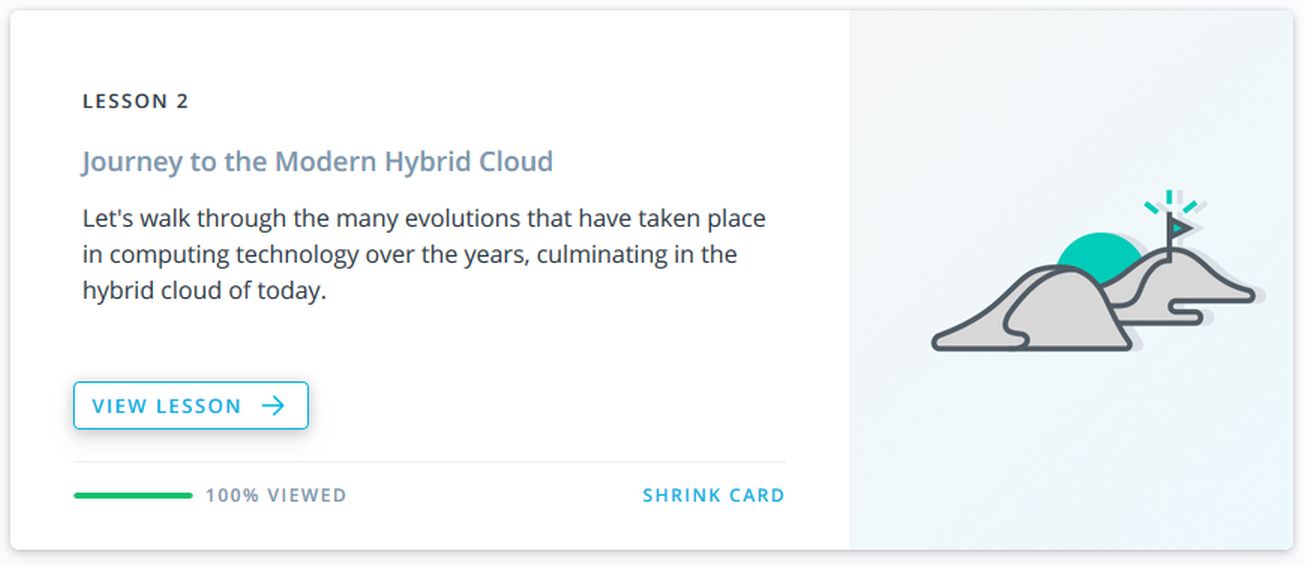 LESSON 2
Journey to the Modern Hybrid Cloud
Let's walk through the many evolutions that have taken place
in computing technology over the years, culminating in the
hybrid cloud of today.
VIEW LESSON
100% VIEWED
SHRINK CARD